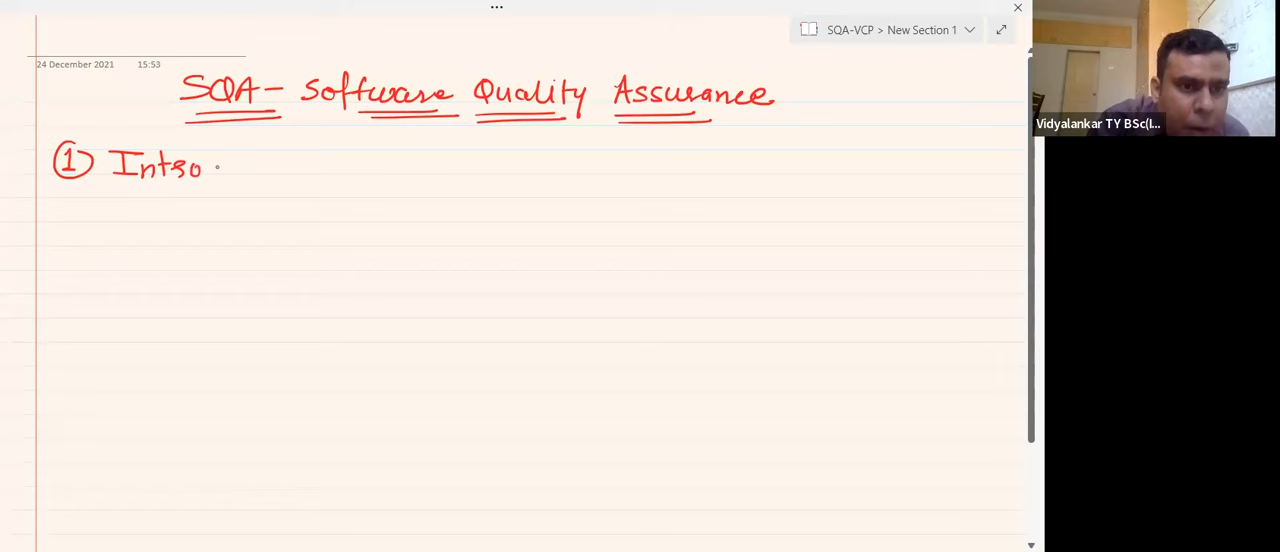 SQA-VCP > New Section 1
24 December 2021 15:53
SQA - Software Quality Assurance
① Intro
Vidyalankar TY BSc(I...